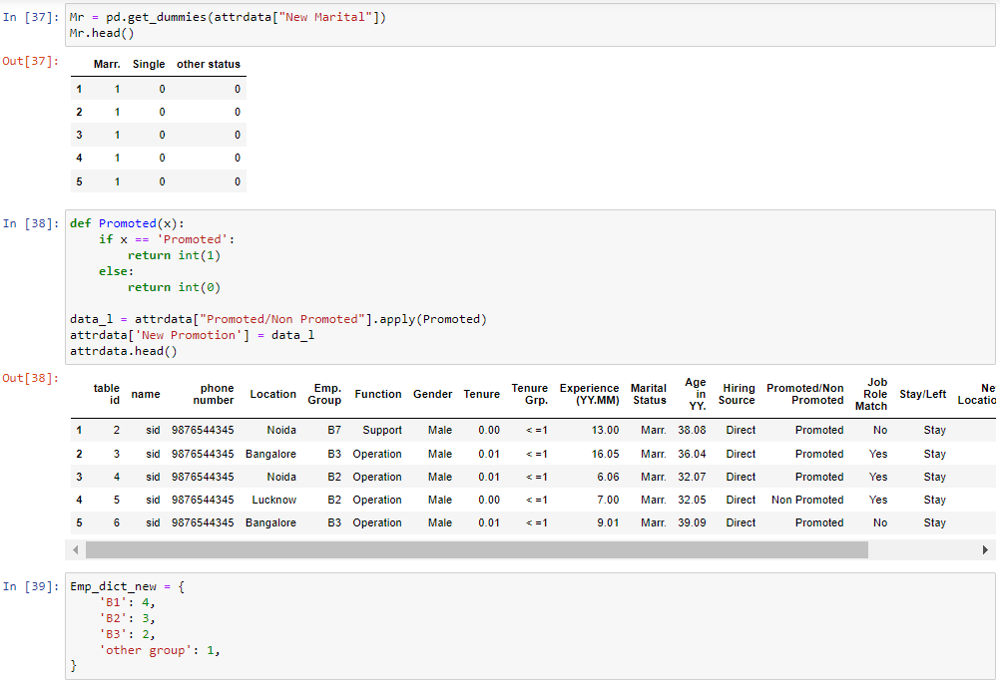 In [37]: Mr = pd.get_dummies(attrdata["New Marital"])
Mr.head()
Out[37]:
Marr. Single other status
1 1 0 0
2 1 0 0
3 1 0 0
4 1 0 0
5 1 0 0
In [38]: def Promoted(x):
    if x == 'Promoted':
        return int(1)
    else:
        return int(0)
data_l = attrdata["Promoted/Non Promoted"].apply(Promoted)
attrdata['New Promotion'] = data_l
attrdata.head()
Out[38]:
table id name phone number Location Emp. Group Function Gender Tenure Tenure Grp. Experience (YY.MM) Marital Status Age in YY. Hiring Source Promoted/Non Promoted Job Role Match Stay/Left Ne Locatio
1 2 sid 9876544345 Noida B7 Support Male 0.00 < =1 13.00 Marr. 38.08 Direct Promoted No Stay
2 3 sid 9876544345 Bangalore B3 Operation Male 0.01 < =1 16.05 Marr. 36.04 Direct Promoted Yes Stay
3 4 sid 9876544345 Noida B2 Operation Male 0.01 < =1 6.06 Marr. 32.07 Direct Promoted Yes Stay
4 5 sid 9876544345 Lucknow B2 Operation Male 0.00 < =1 7.00 Marr. 32.05 Direct Non Promoted Yes Stay
5 6 sid 9876544345 Bangalore B3 Operation Male 0.01 < =1 9.01 Marr. 39.09 Direct Promoted No Stay
In [39]: Emp_dict_new = {
    'B1': 4,
    'B2': 3,
    'B3': 2,
    'other group': 1,
}